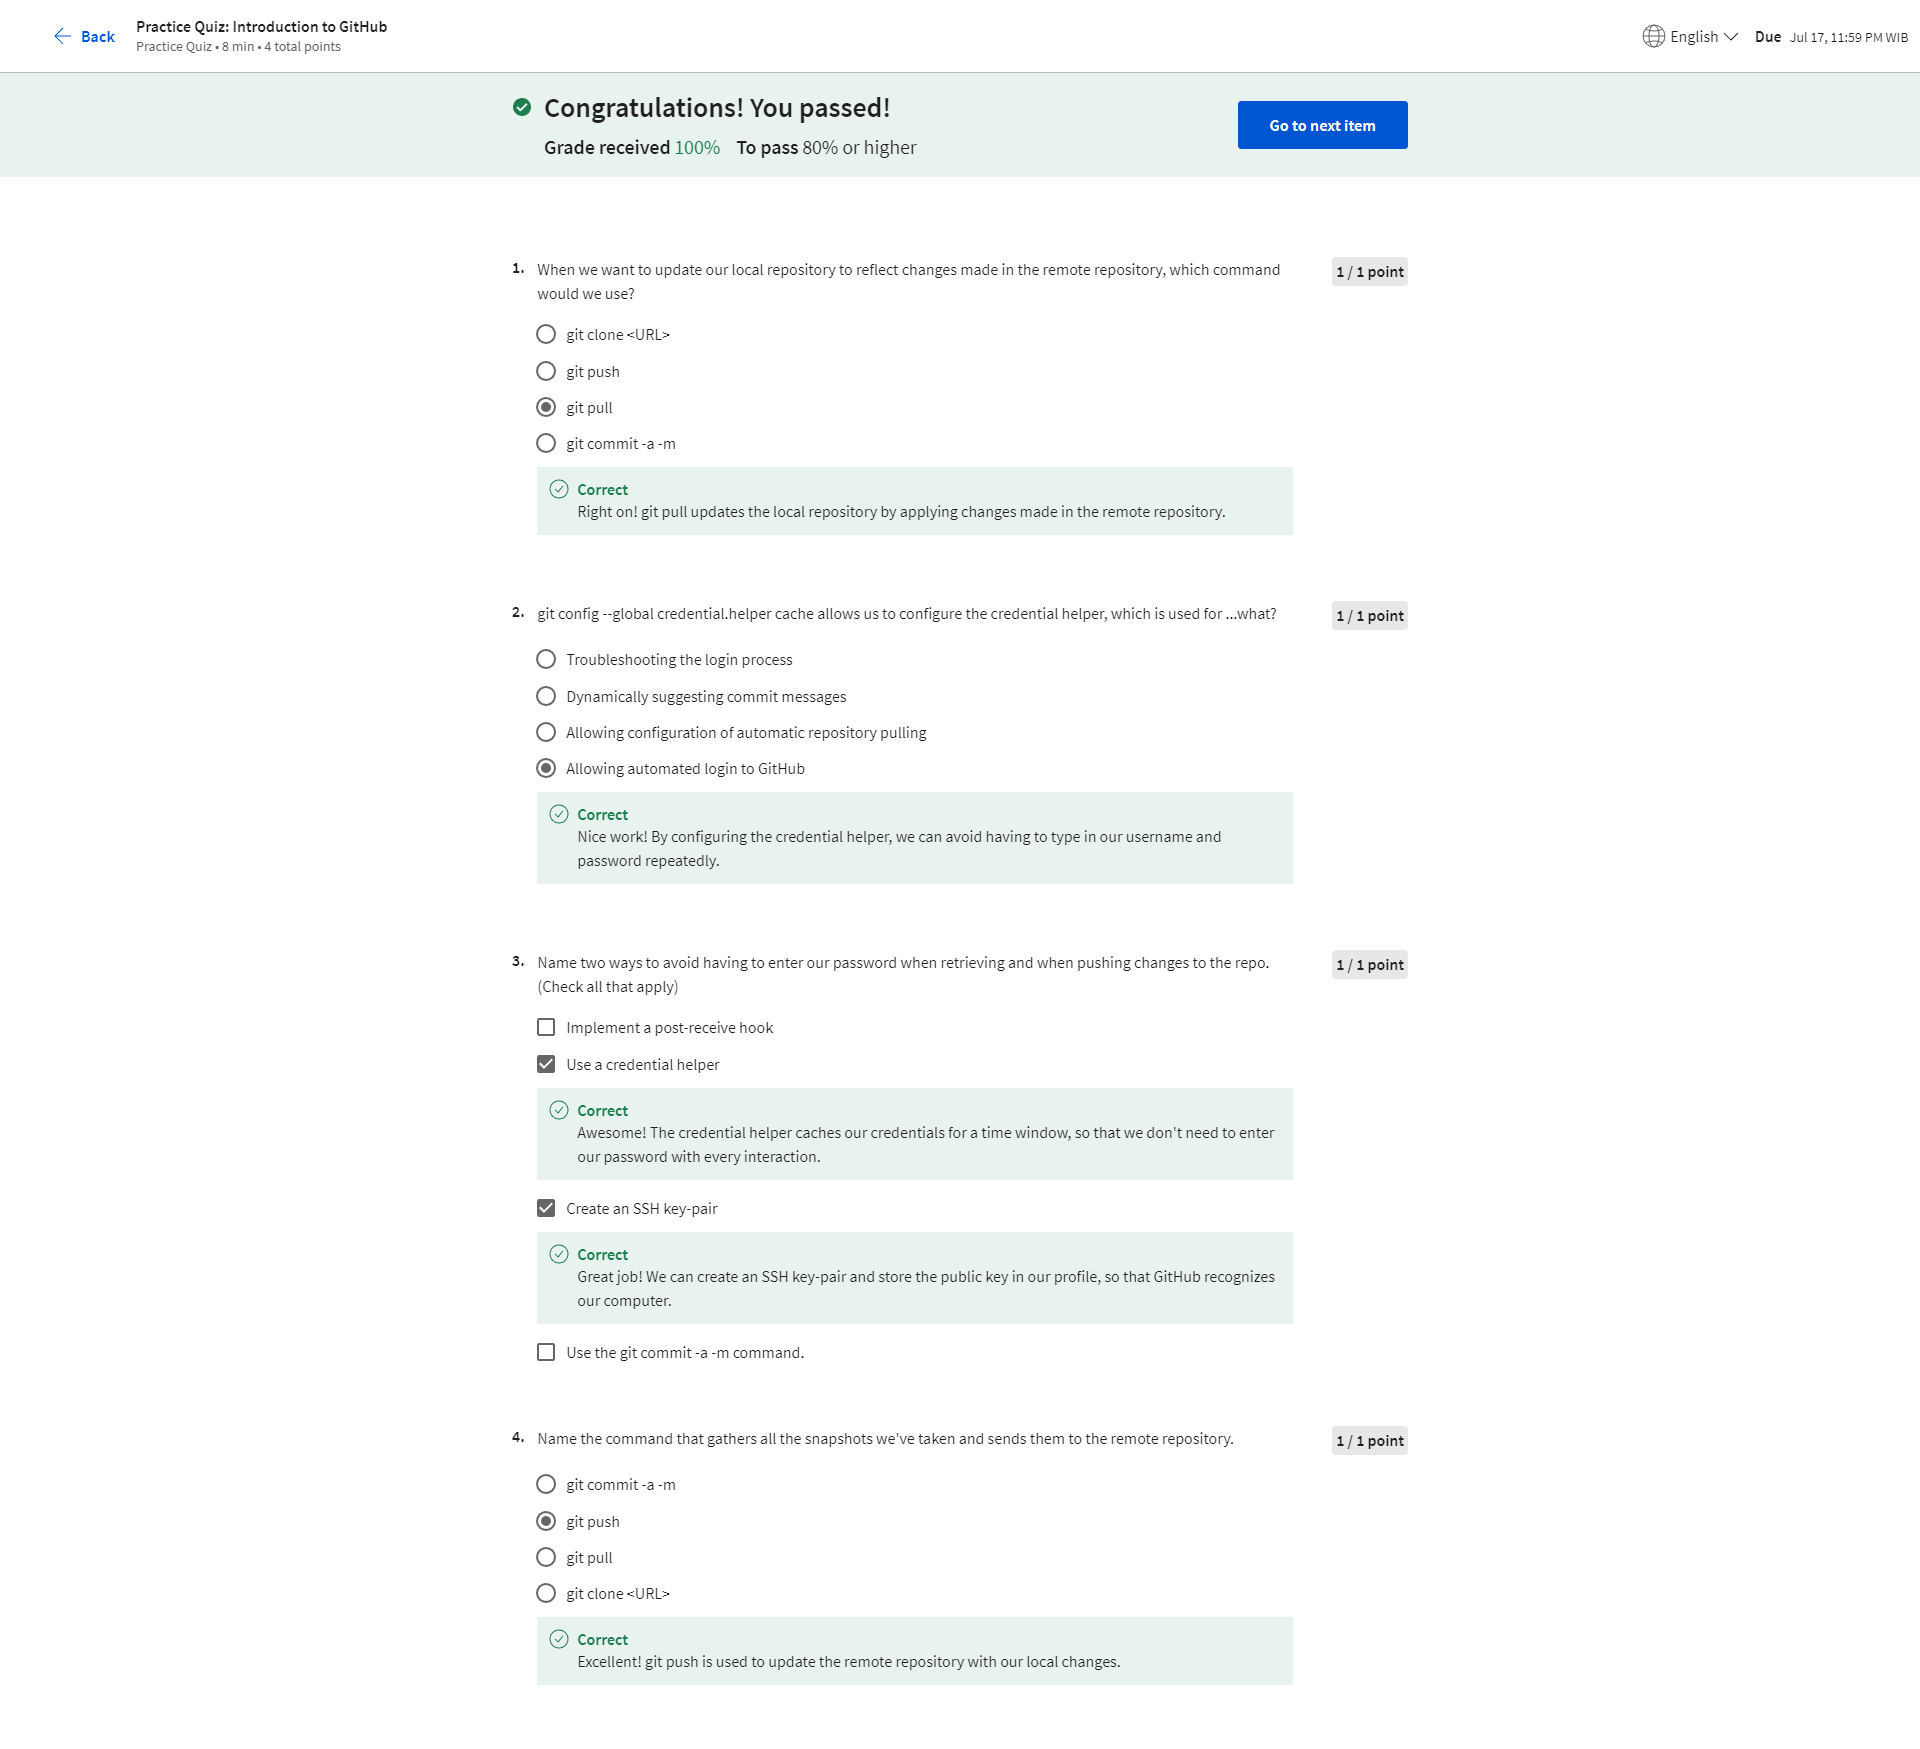 Back
Practice Quiz: Introduction to GitHub
Practice Quiz • 8 min • 4 total points
English
Due Jul 17, 11:59 PM WIB
Congratulations! You passed!
Grade received 100% To pass 80% or higher
Go to next item
1. When we want to update our local repository to reflect changes made in the remote repository, which command
would we use?
1 / 1 point
git clone <URL>
git push
git pull
git commit -a -m
Correct
Right on! git pull updates the local repository by applying changes made in the remote repository.
2. git config --global credential.helper cache allows us to configure the credential helper, which is used for ...what?
1 / 1 point
Troubleshooting the login process
Dynamically suggesting commit messages
Allowing configuration of automatic repository pulling
Allowing automated login to GitHub
Correct
Nice work! By configuring the credential helper, we can avoid having to type in our username and
password repeatedly.
3. Name two ways to avoid having to enter our password when retrieving and when pushing changes to the repo.
(Check all that apply)
1 / 1 point
Implement a post-receive hook
Use a credential helper
Correct
Awesome! The credential helper caches our credentials for a time window, so that we don't need to enter
our password with every interaction.
Create an SSH key-pair
Correct
Great job! We can create an SSH key-pair and store the public key in our profile, so that GitHub recognizes
our computer.
Use the git commit -a -m command.
4. Name the command that gathers all the snapshots we've taken and sends them to the remote repository.
1 / 1 point
git commit -a -m
git push
git pull
git clone <URL>
Correct
Excellent! git push is used to update the remote repository with our local changes.